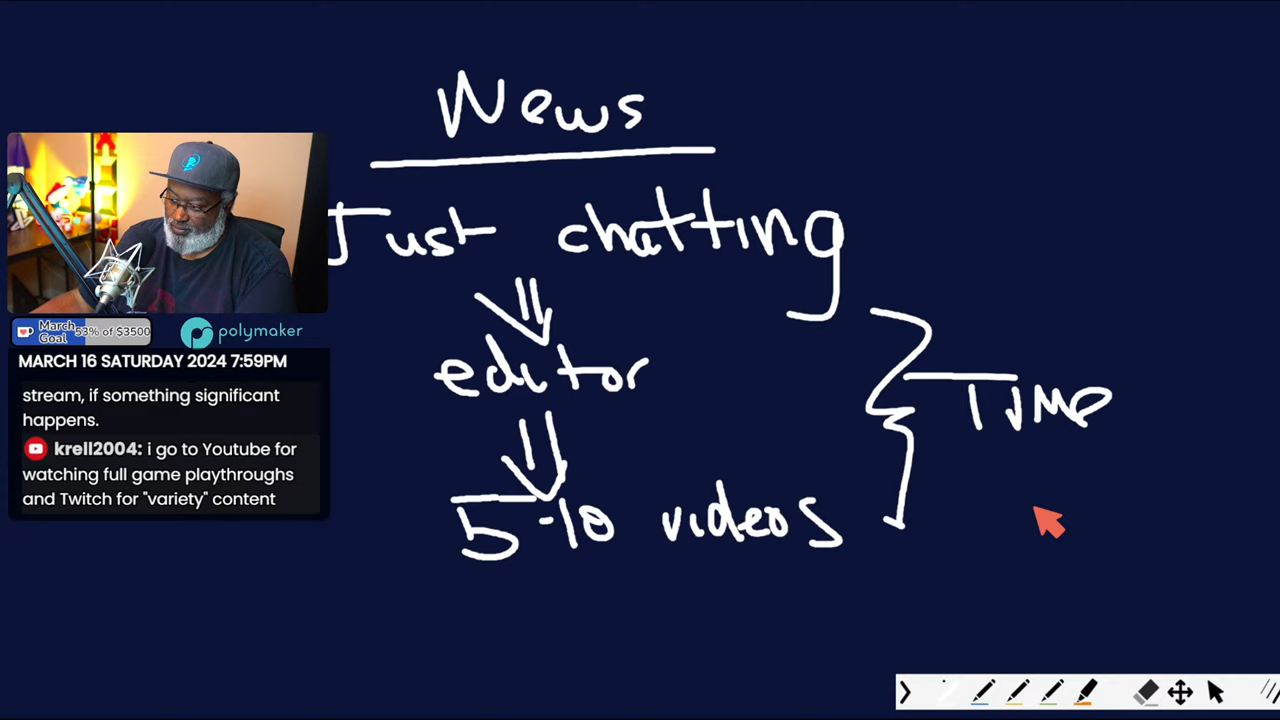 News
Just chatting
editor
5-10 videos
Time
March
Goal
53% of $3500
polymaker
MARCH 16 SATURDAY 2024 7:59PM
stream, if something significant
happens.
krell2004: i go to Youtube for
watching full game playthroughs
and Twitch for "variety" content